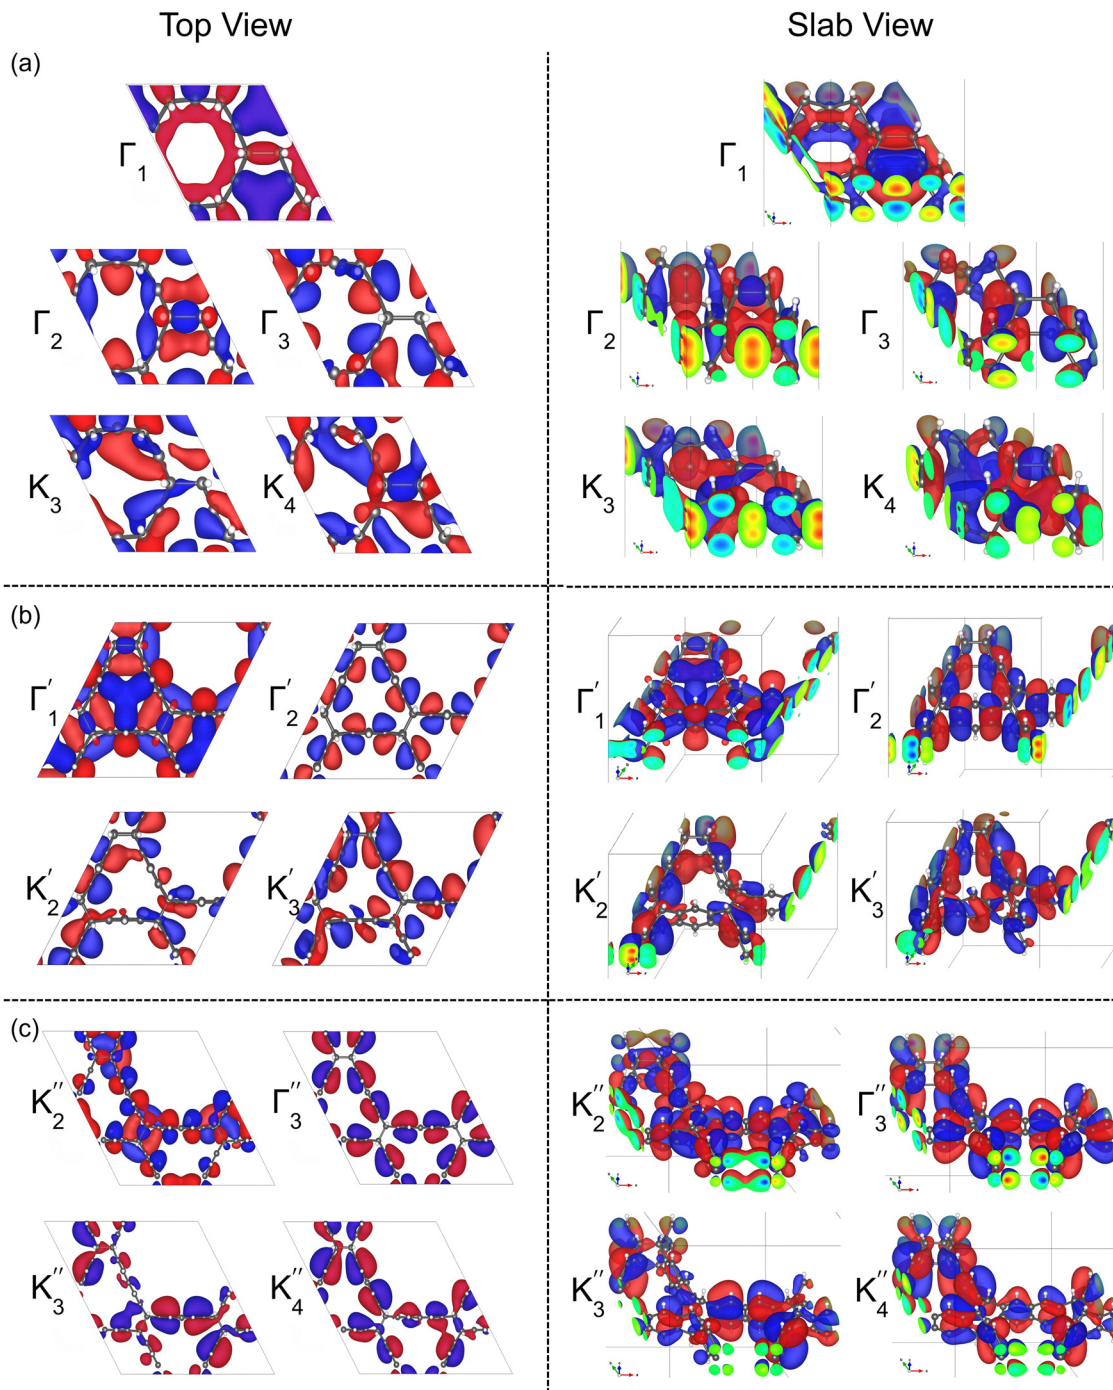 Top View Slab View
(a)
Γ₁ Γ₁
Γ₂ Γ₃ Γ₂ Γ₃
K₃ K₄ K₃ K₄
(b)
Γ′₁ Γ′₂ Γ′₁ Γ′₂
K′₂ K′₃ K′₂ K′₃
(c)
K″₂ Γ″₃ K″₂ Γ″₃
K″₃ K″₄ K″₃ K″₄